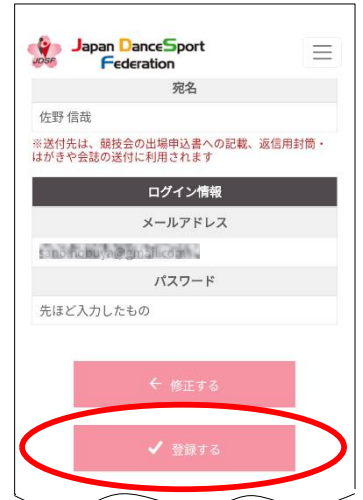 JDSF
Japan DanceSport
Federation
宛名
佐野 信哉
※送付先は、競技会の出場申込書への記載、返信用封筒・
はがきや会誌の送付に利用されます
ログイン情報
メールアドレス
パスワード
先ほど入力したもの
← 修正する
✓ 登録する